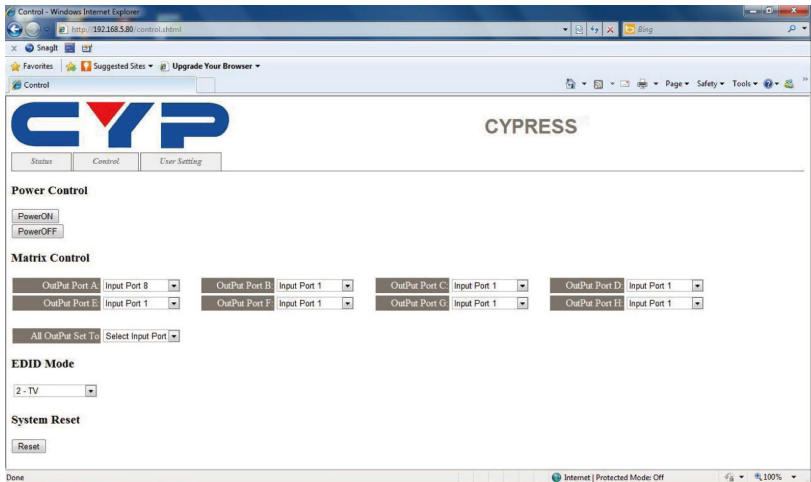 Control - Windows Internet Explorer
http://192.168.5.80/control.shtml
Bing
x SnagIt
Favorites Suggested Sites Upgrade Your Browser
Control
Page Safety Tools
CYP
CYPRESS
Status Control User Setting
Power Control
PowerON
PowerOFF
Matrix Control
OutPut Port A: Input Port 8 OutPut Port B: Input Port 1 OutPut Port C: Input Port 1 OutPut Port D: Input Port 1
OutPut Port E: Input Port 1 OutPut Port F: Input Port 1 OutPut Port G: Input Port 1 OutPut Port H: Input Port 1
All OutPut Set To Select Input Port
EDID Mode
2 - TV
System Reset
Reset
Done Internet | Protected Mode: Off 100%